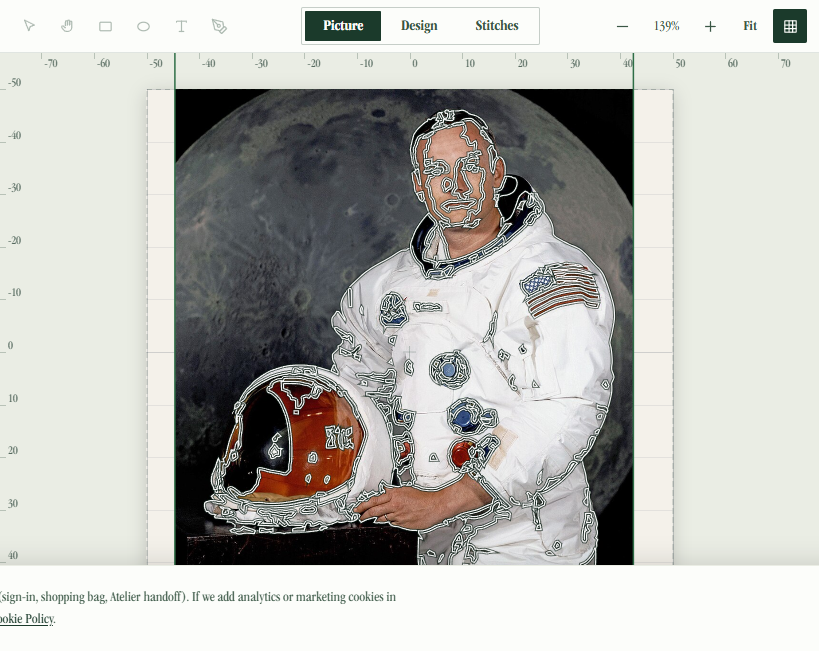 Picture Design Stitches 139% Fit
-70 -60 -50 -40 -30 -20 -10 0 10 20 30 40 50 60 70
-50
-40
-30
-20
-10
0
10
20
30
40
(sign-in, shopping bag, Atelier handoff). If we add analytics or marketing cookies in
ookie Policy.